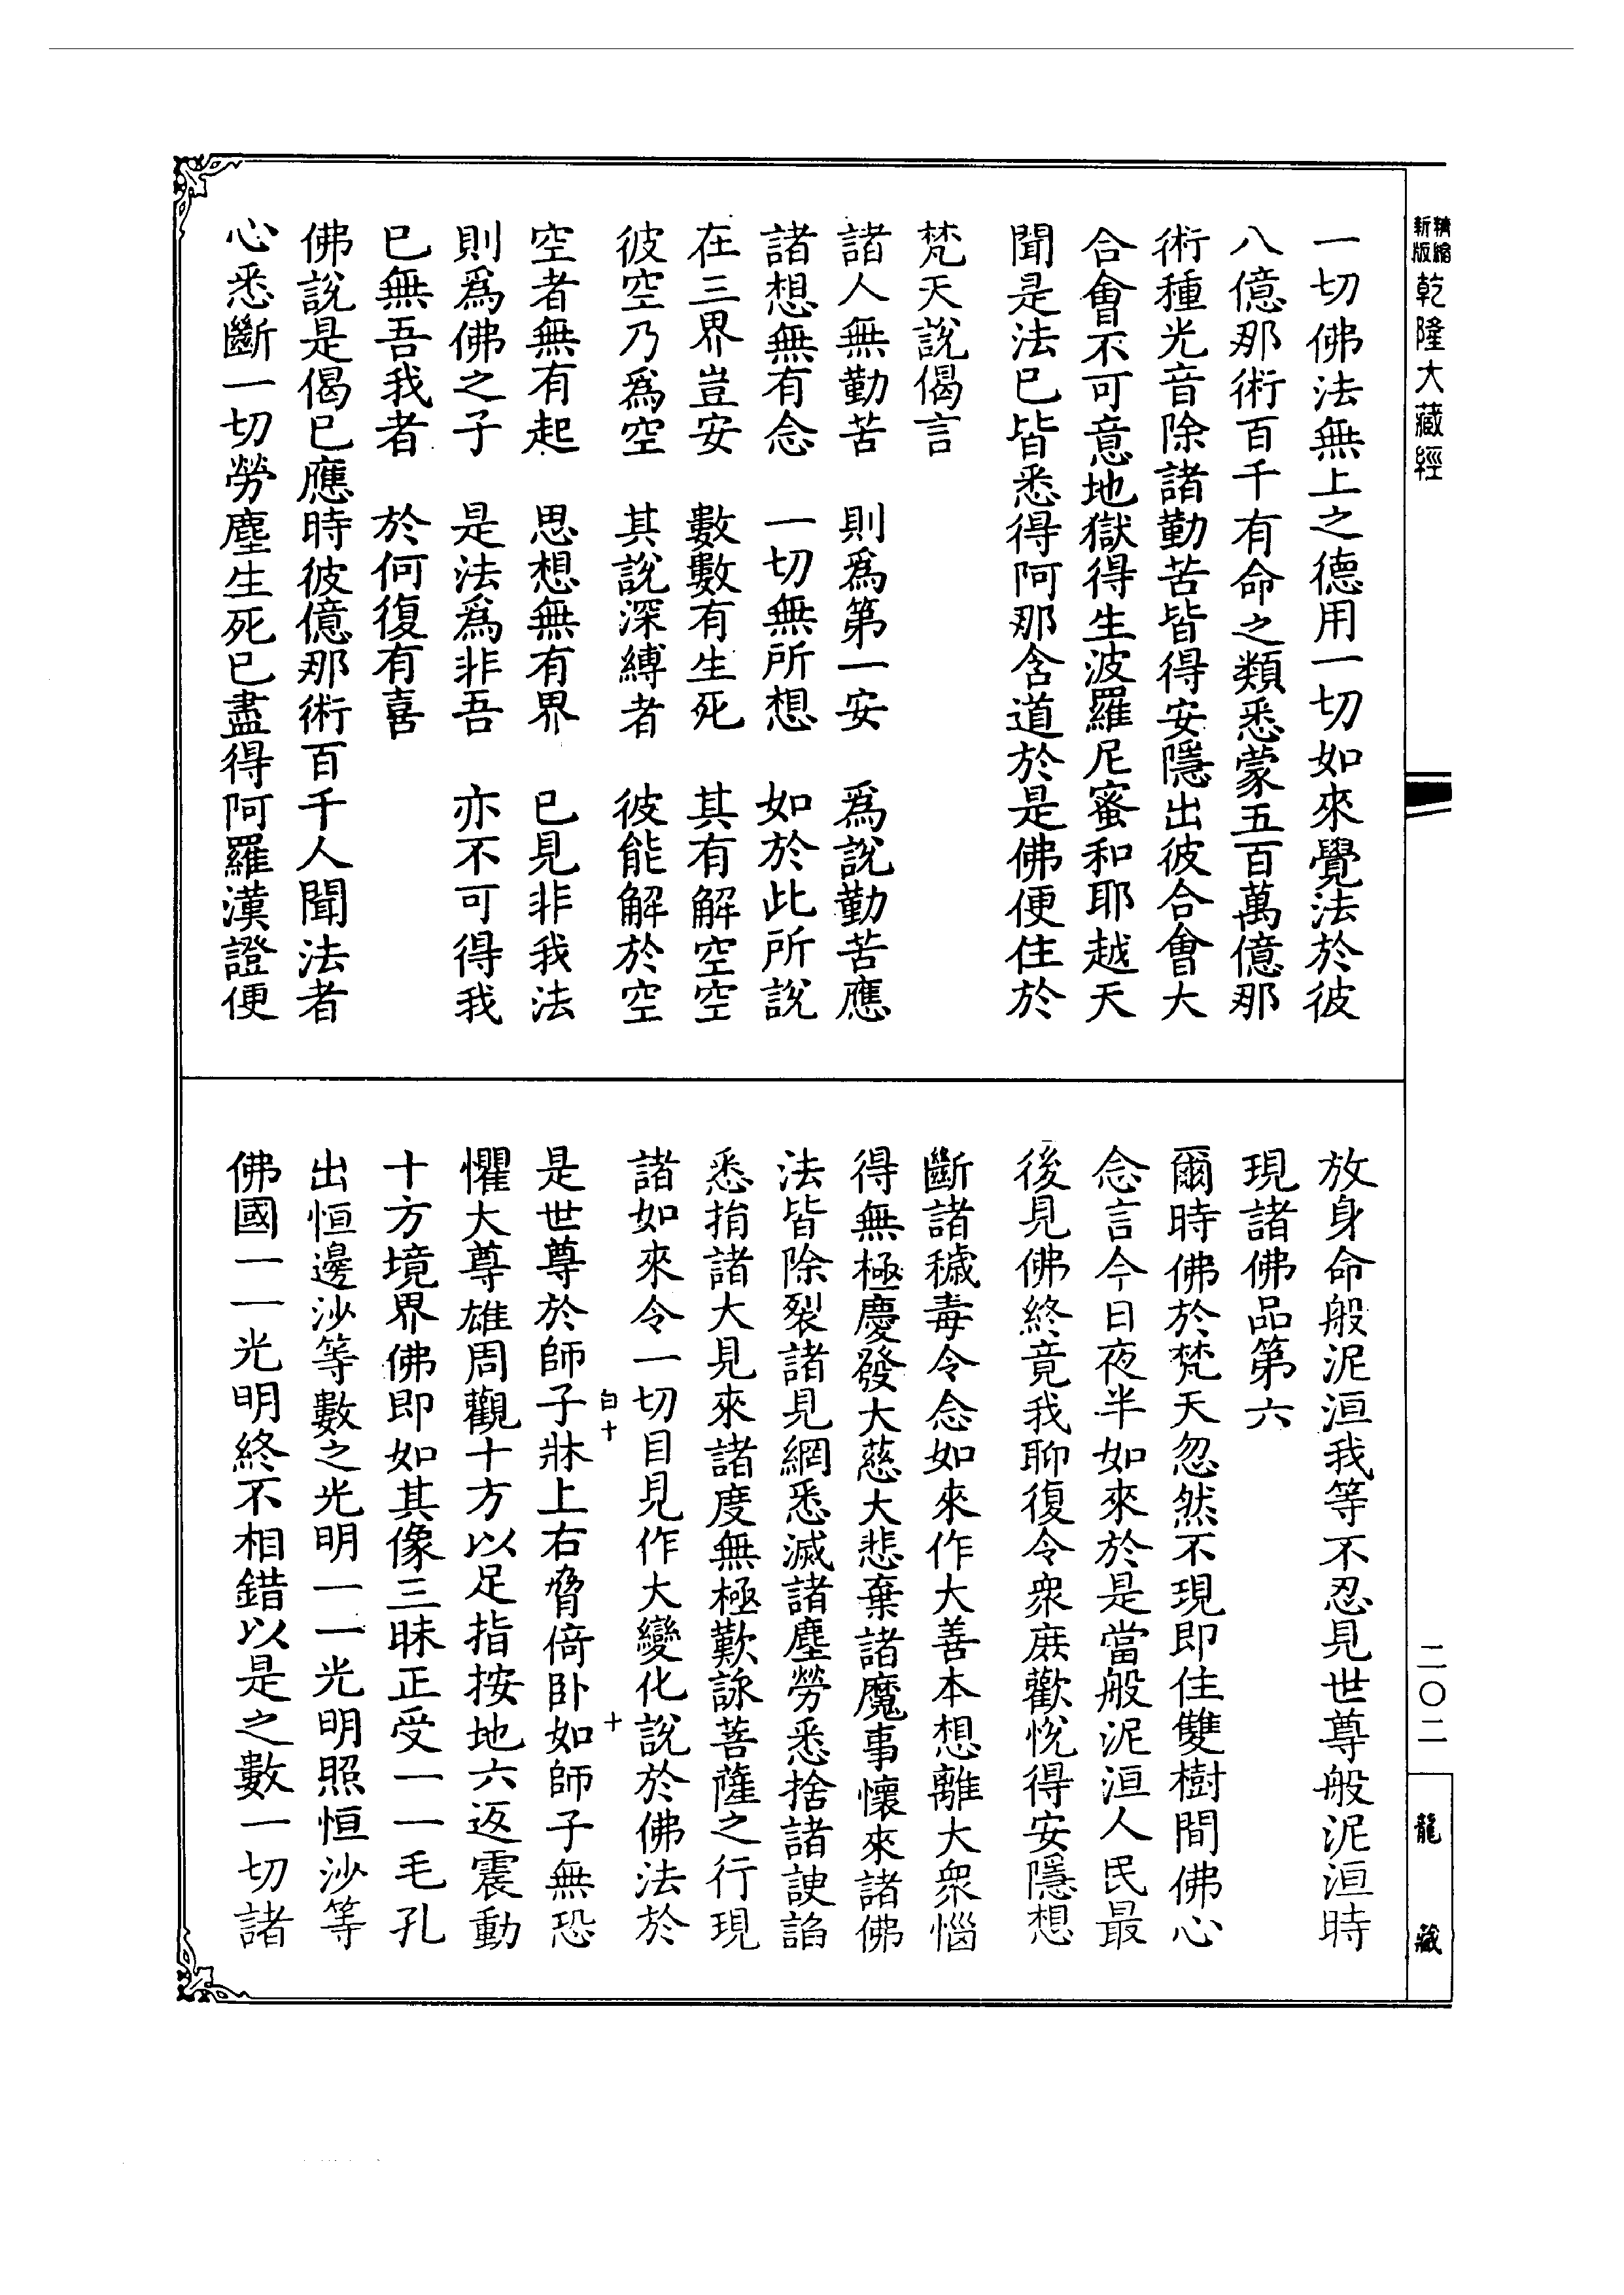 精縮
新版
乾隆大藏經
一切佛法無上之德用一切如來覺法於彼
八億那術百千有命之類悉蒙五百萬億那
術種光音除諸勤苦皆得安隱出彼合會大
合會不可意地獄得生波羅尼蜜和耶越天
聞是法已皆悉得阿那含道於是佛便住於
梵天說偈言
諸人無勤苦　則爲第一安　爲說勤苦應
諸想無有念　一切無所想　如於此所說
在三界豈安　數數有生死　其有解空空
彼空乃爲空　其說深縛者　彼能解於空
空者無有起　思想無有界　已見非我法
則爲佛之子　是法爲非吾　亦不可得我
已無吾我者　於何復有喜
佛說是偈已應時彼億那術百千人聞法者
心悉斷一切勞塵生死已盡得阿羅漢證便
放身命般泥洹我等不忍見世尊般泥洹時
現諸佛品第六
爾時佛於梵天忽然不現即住雙樹間佛心
念言今日夜半如來於是當般泥洹人民最
後見佛終竟我聊復令衆庶歡悅得安隱想
斷諸穢毒令念如來作大善本想離大衆惱
得無極慶發大慈大悲棄諸魔事懷來諸佛
法皆除裂諸見網悉滅諸塵勞悉捨諸諛諂
悉捐諸大見來諸度無極歎詠菩薩之行現
諸如來令一切目見作大變化說於佛法於
白十
十
是世尊於師子牀上右脅倚臥如師子無恐
懼大尊雄周觀十方以足指按地六返震動
十方境界佛即如其像三昧正受一一毛孔
出恒邊沙等數之光明一一光明照恒沙等
佛國一一光明終不相錯以是之數一切諸
二〇二
龍藏